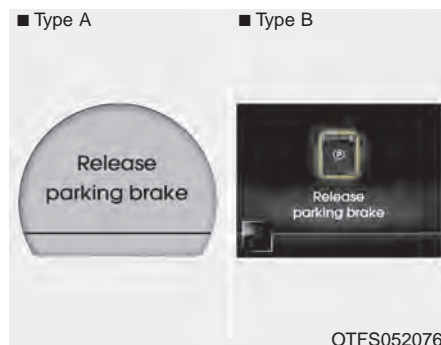 ■ Type A
■ Type B
Release
parking brake
P
Release
parking brake
OTFS052076